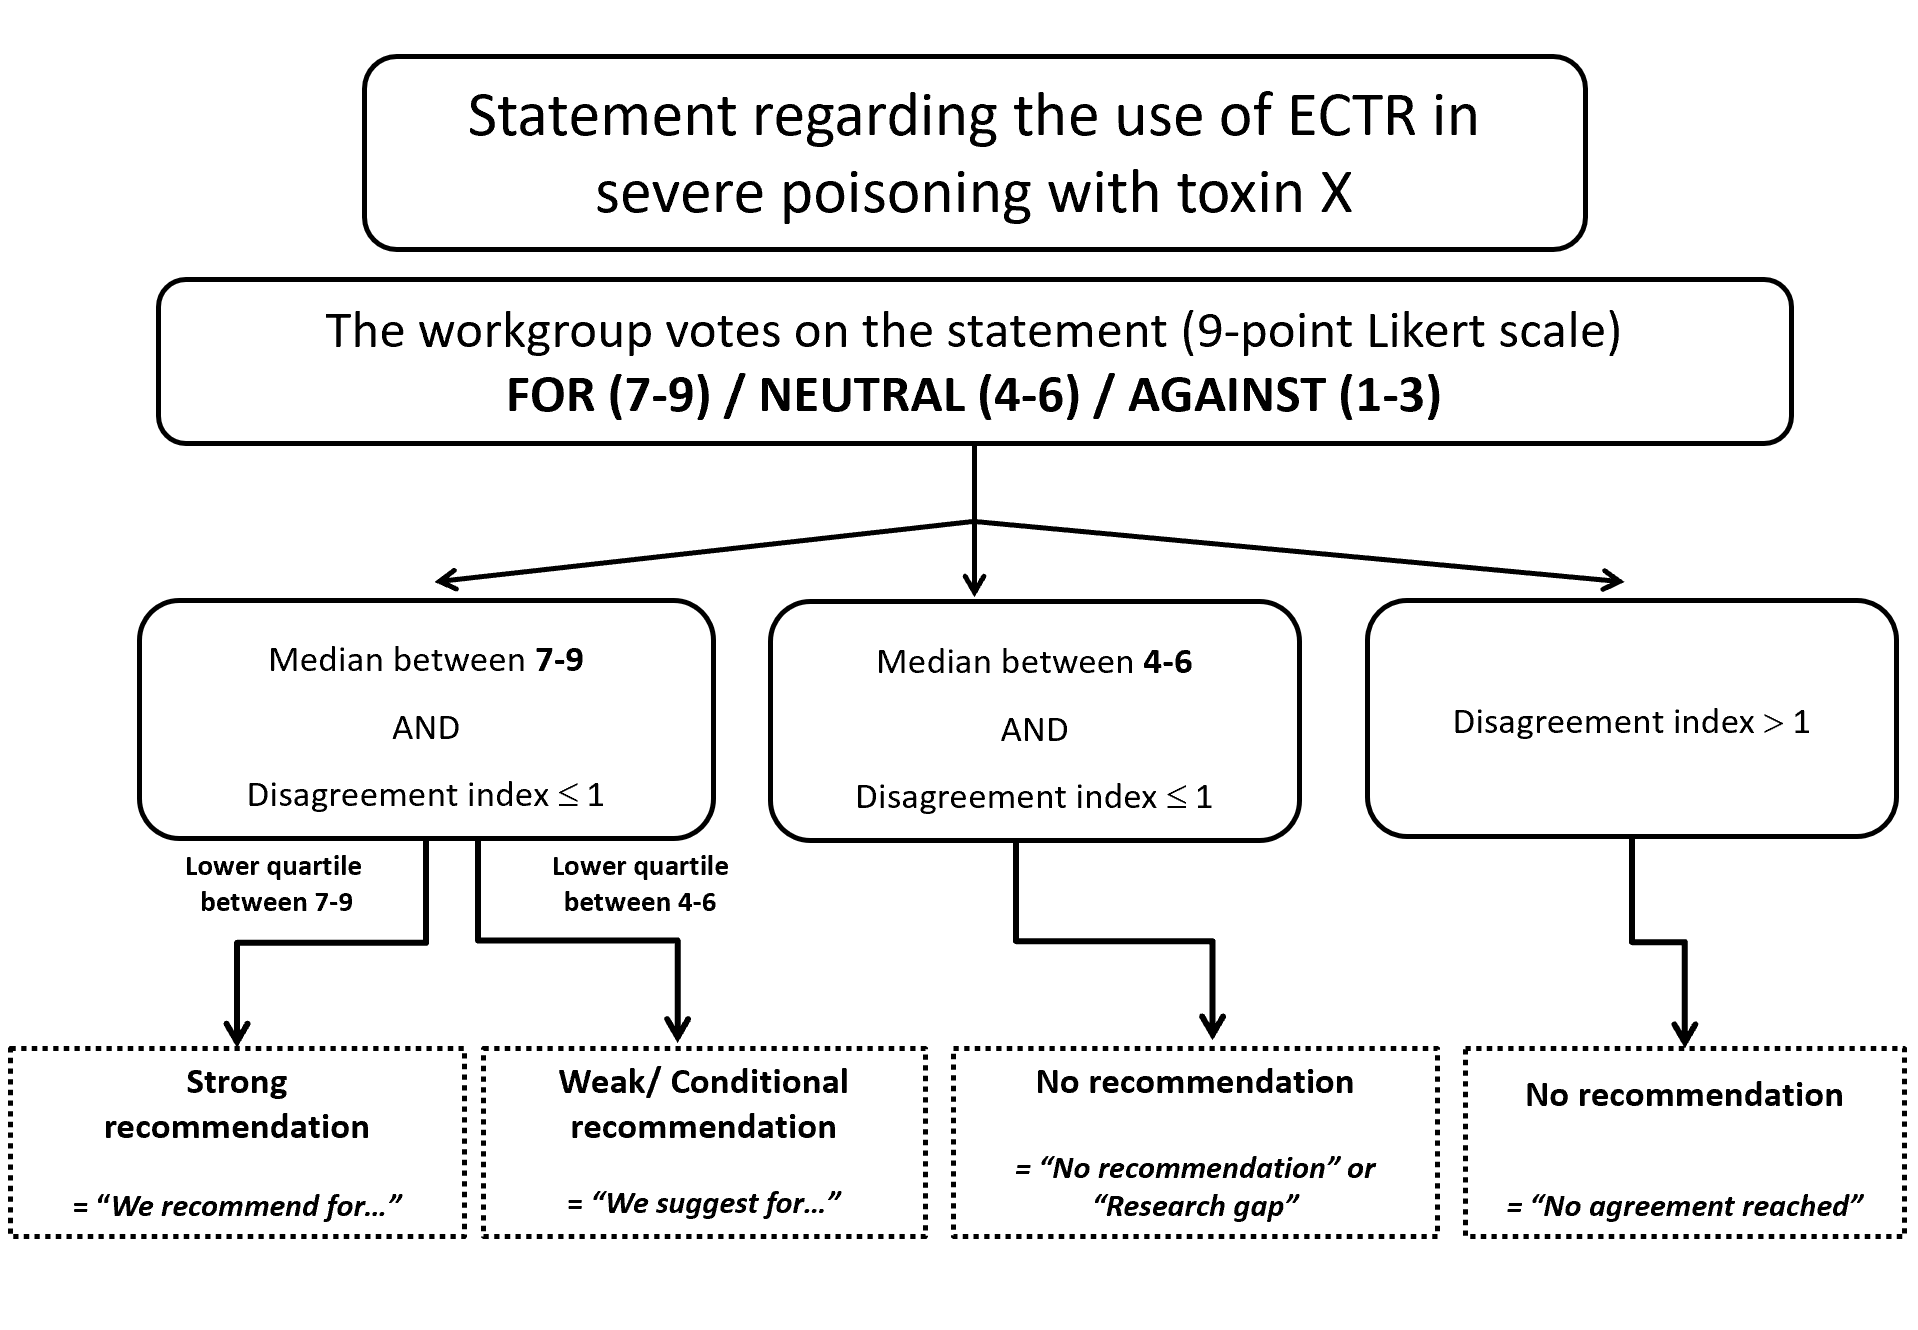 Statement regarding the use of ECTR in
severe poisoning with toxin X
The workgroup votes on the statement (9-point Likert scale)
FOR (7-9) / NEUTRAL (4-6) / AGAINST (1-3)
Median between 7-9
AND
Disagreement index ≤ 1
Median between 4-6
AND
Disagreement index ≤ 1
Disagreement index > 1
Lower quartile
between 7-9
Lower quartile
between 4-6
Strong
recommendation
= “We recommend for…”
Weak/ Conditional
recommendation
= “We suggest for…”
No recommendation
= “No recommendation” or
“Research gap”
No recommendation
= “No agreement reached”